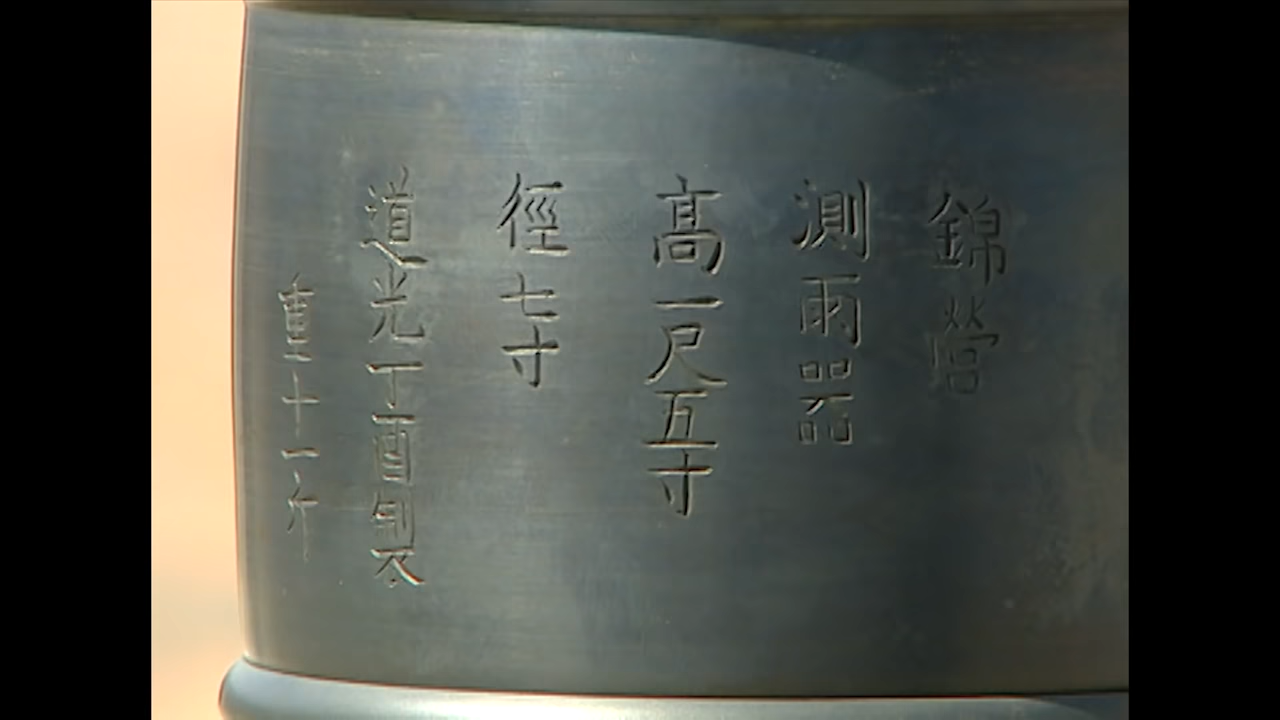 錦營
測雨器
高一尺五寸
徑七寸
道光丁酉製
重十一斤